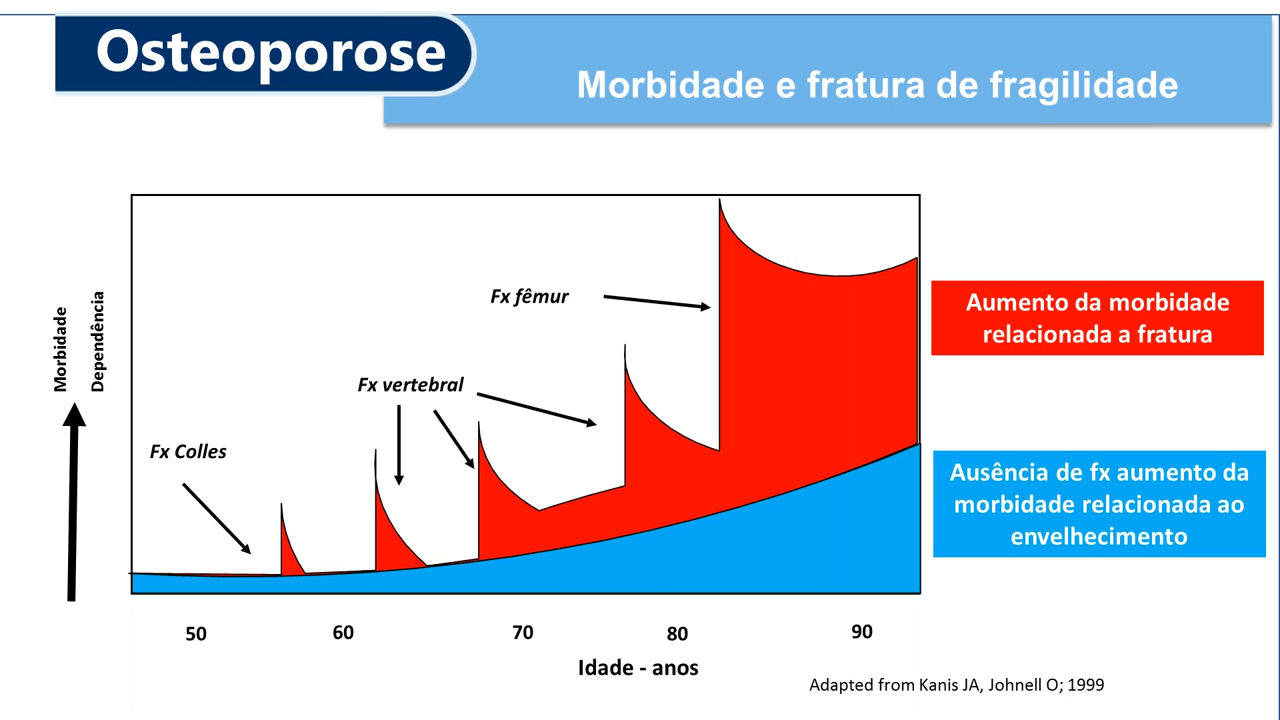 Osteoporose
Morbidade e fratura de fragilidade
Morbidade
Dependência
Fx fêmur
Fx vertebral
Fx Colles
Aumento da morbidade
relacionada a fratura
Ausência de fx aumento da
morbidade relacionada ao
envelhecimento
50 60 70 80 90
Idade - anos
Adapted from Kanis JA, Johnell O; 1999